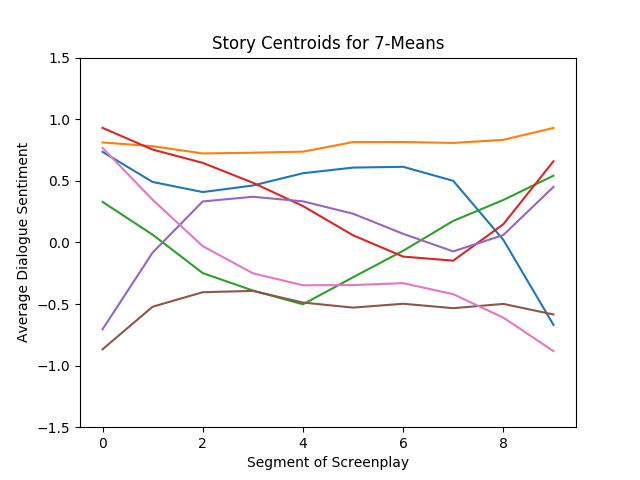 Story Centroids for 7-Means
1.5
1.0
0.5
0.0
−0.5
−1.0
−1.5
Average Dialogue Sentiment
0 2 4 6 8
Segment of Screenplay